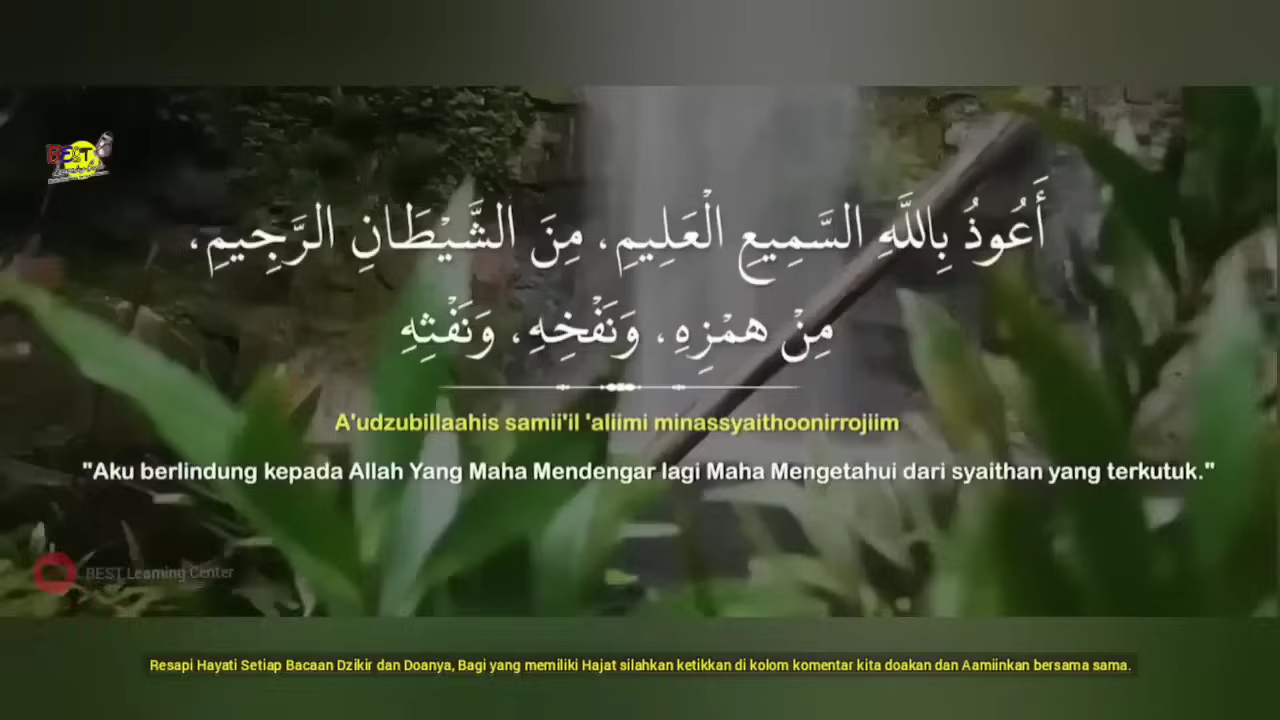 BEST
أَعُوذُ بِاللَّهِ السَّمِيعِ الْعَلِيمِ، مِنَ الشَّيْطَانِ الرَّجِيمِ،
مِنْ هَمْزِهِ، وَنَفْخِهِ، وَنَفْثِهِ
A'udzubillaahis samii'il 'aliimi minassyaithoonirrojiim
"Aku berlindung kepada Allah Yang Maha Mendengar lagi Maha Mengetahui dari syaithan yang terkutuk."
BEST Learning Center
Resapi Hayati Setiap Bacaan Dzikir dan Doanya, Bagi yang memiliki Hajat silahkan ketikkan di kolom komentar kita doakan dan Aamiinkan bersama sama.